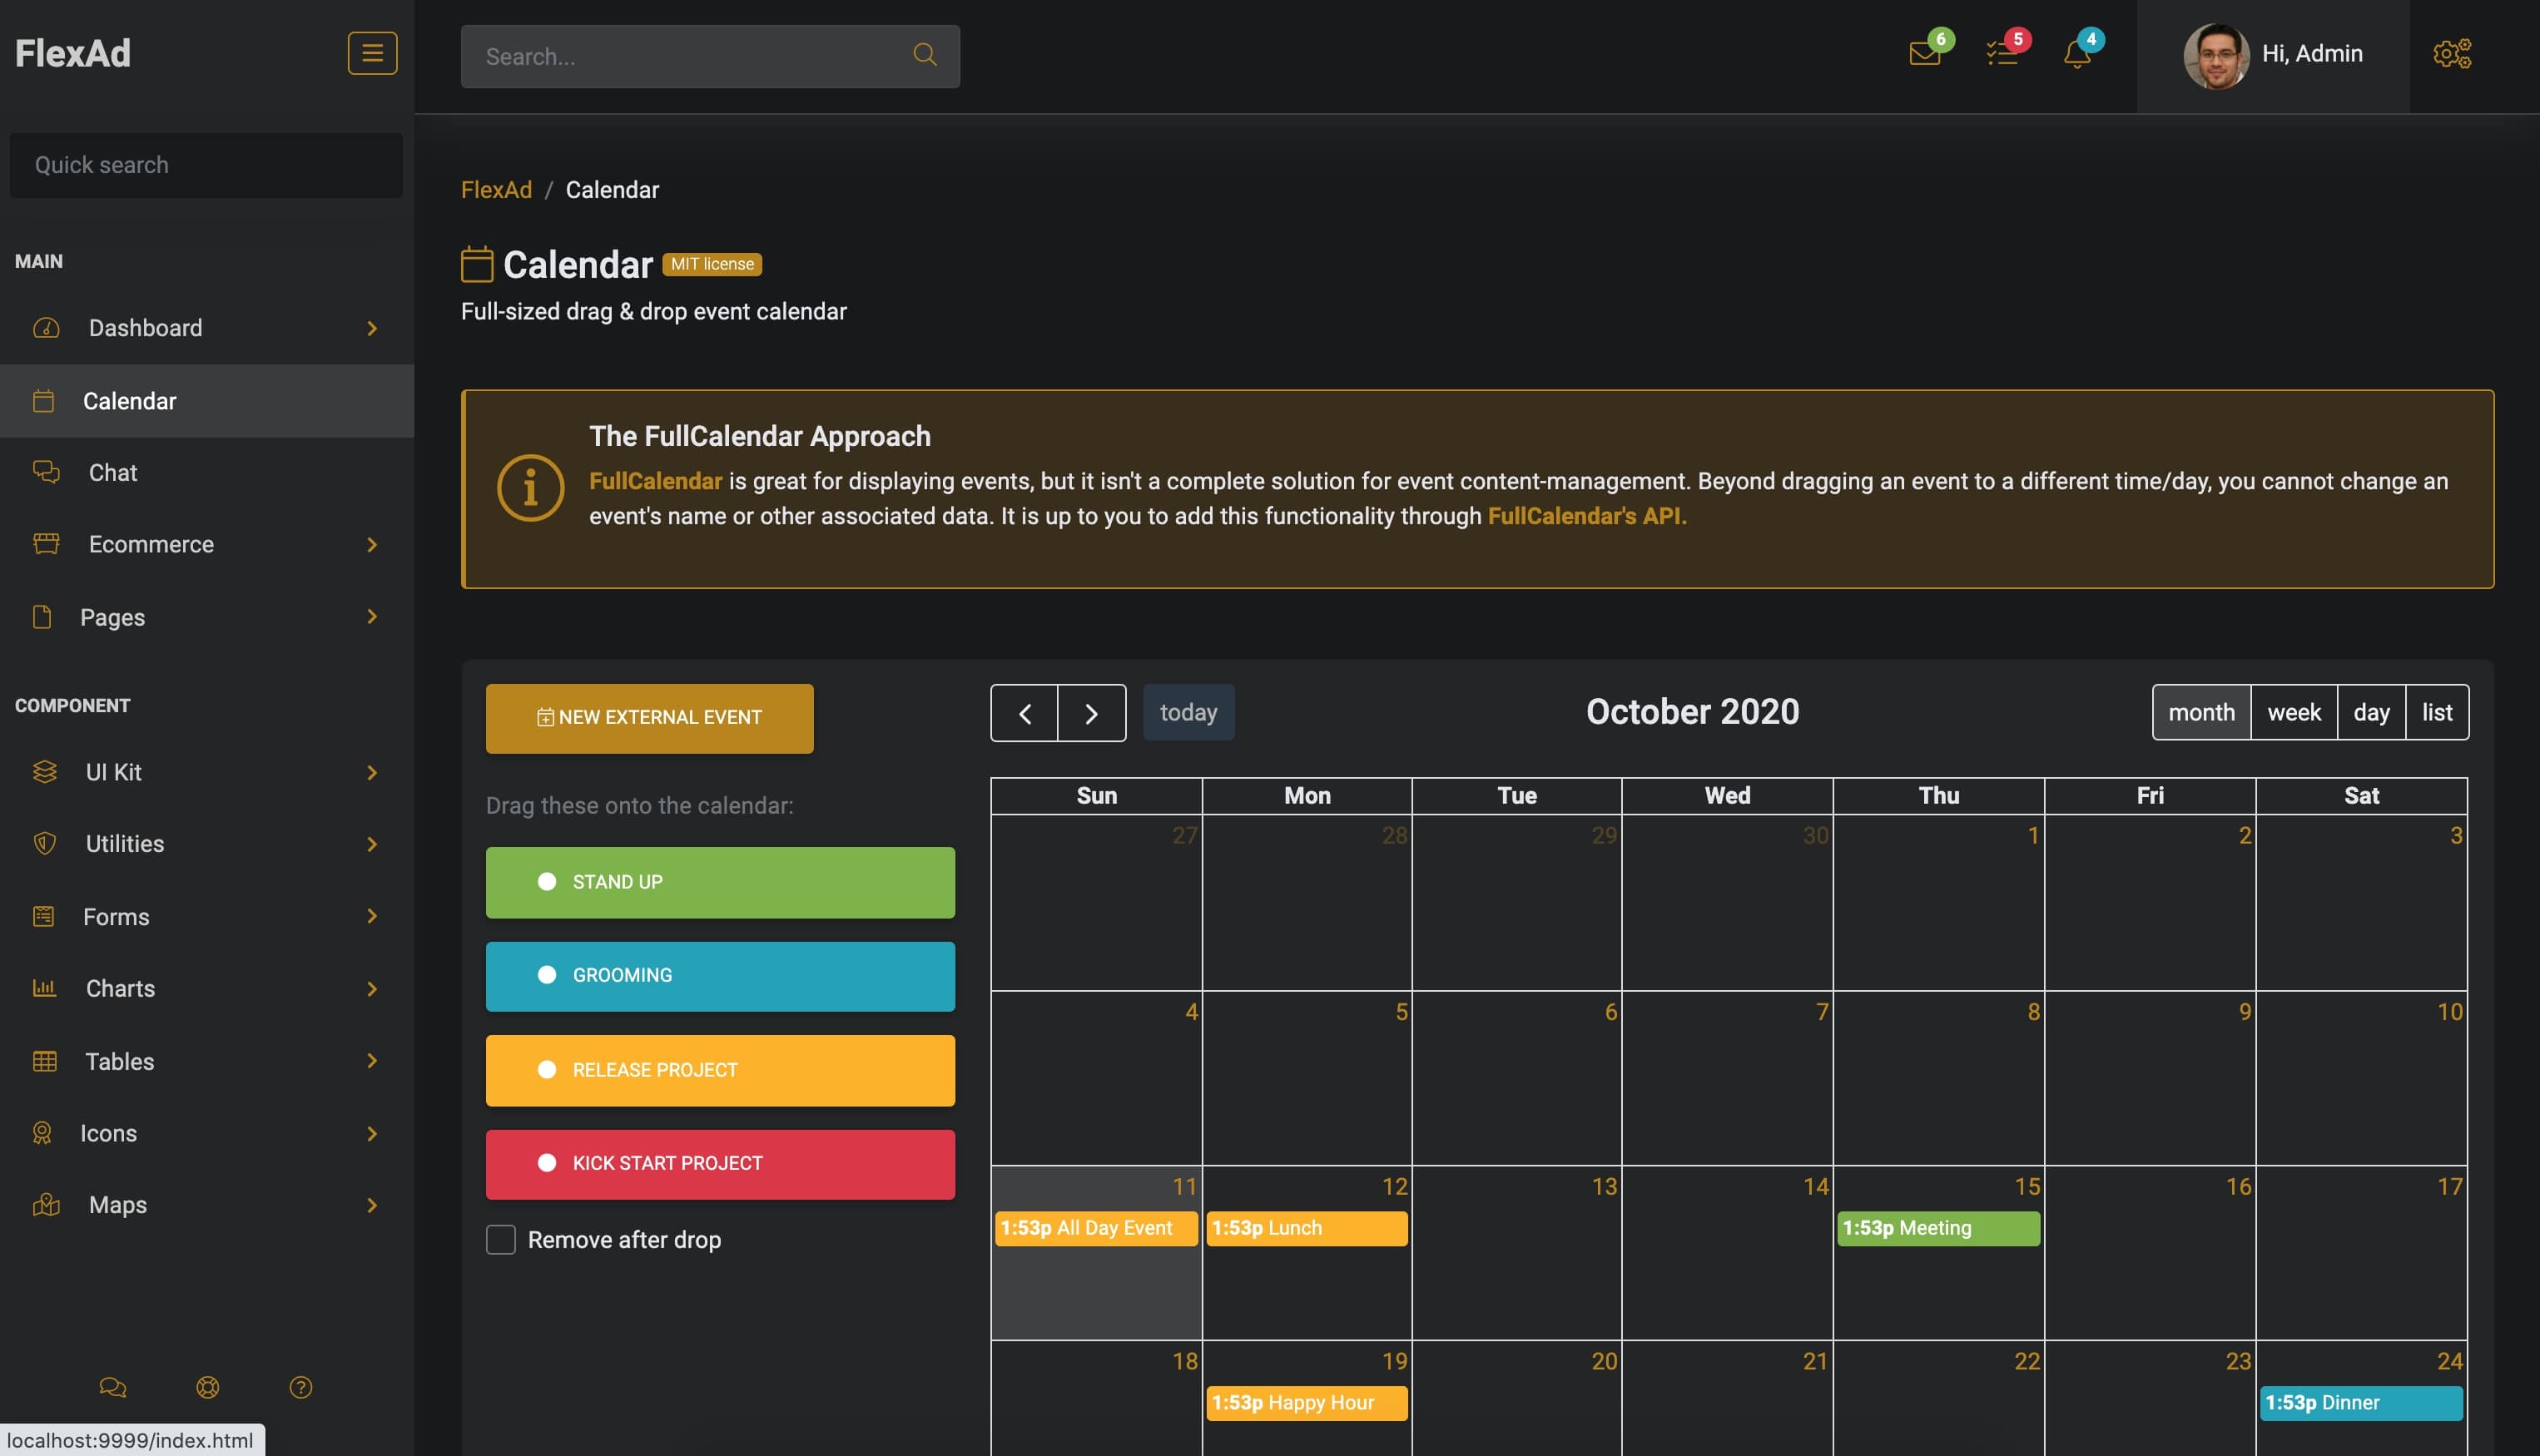 FlexAd
Search...
6
5
4
Hi, Admin
Quick search
MAIN
Dashboard
Calendar
Chat
Ecommerce
Pages
COMPONENT
UI Kit
Utilities
Forms
Charts
Tables
Icons
Maps
localhost:9999/index.html
FlexAd / Calendar
Calendar MIT license
Full-sized drag & drop event calendar
The FullCalendar Approach
FullCalendar is great for displaying events, but it isn't a complete solution for event content-management. Beyond dragging an event to a different time/day, you cannot change an
event's name or other associated data. It is up to you to add this functionality through FullCalendar's API.
NEW EXTERNAL EVENT
Drag these onto the calendar:
STAND UP
GROOMING
RELEASE PROJECT
KICK START PROJECT
Remove after drop
today
October 2020
month week day list
Sun Mon Tue Wed Thu Fri Sat
27 28 29 30 1 2 3
4 5 6 7 8 9 10
11 12 13 14 15 16 17
1:53p All Day Event 1:53p Lunch 1:53p Meeting
18 19 20 21 22 23 24
1:53p Happy Hour 1:53p Dinner